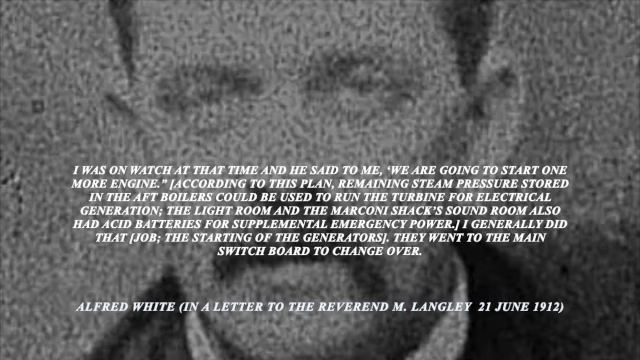 I WAS ON WATCH AT THAT TIME AND HE SAID TO ME, ‘WE ARE GOING TO START ONE
MORE ENGINE.” [ACCORDING TO THIS PLAN, REMAINING STEAM PRESSURE STORED
IN THE AFT BOILERS COULD BE USED TO RUN THE TURBINE FOR ELECTRICAL
GENERATION; THE LIGHT ROOM AND THE MARCONI SHACK’S SOUND ROOM ALSO
HAD ACID BATTERIES FOR SUPPLEMENTAL EMERGENCY POWER.] I GENERALLY DID
THAT [JOB; THE STARTING OF THE GENERATORS]. THEY WENT TO THE MAIN
SWITCH BOARD TO CHANGE OVER.
ALFRED WHITE (IN A LETTER TO THE REVEREND M. LANGLEY 21 JUNE 1912)